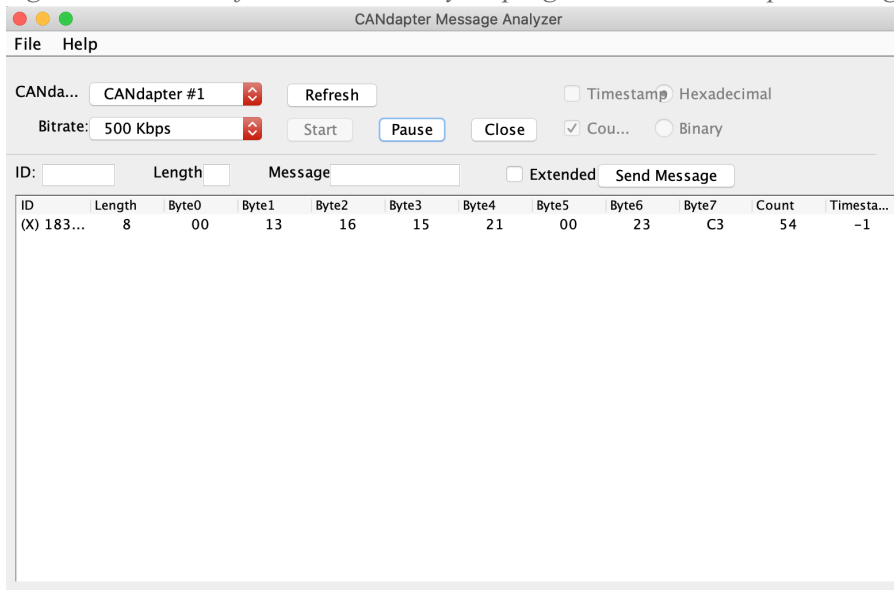 CANdapter Message Analyzer
File Help
CANda... CANdapter #1 Refresh Timestamp Hexadecimal
Bitrate: 500 Kbps Start Pause Close Cou... Binary
ID: Length Message Extended Send Message
ID Length Byte0 Byte1 Byte2 Byte3 Byte4 Byte5 Byte6 Byte7 Count Timesta...
(X) 183... 8 00 13 16 15 21 00 23 C3 54 -1